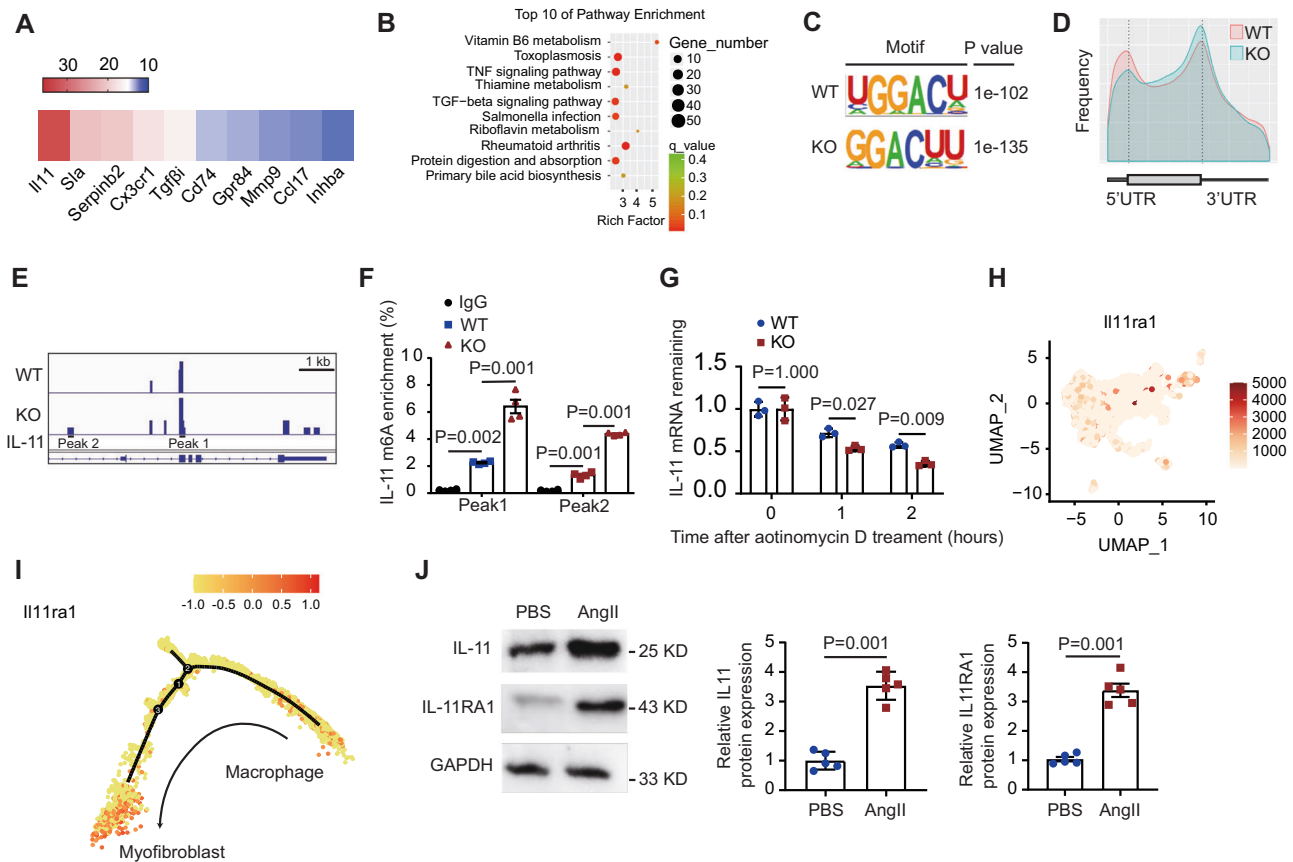 A
30 20 10
Il11 Sla Serpinb2 Cx3cr1 Tgfβi Cd74 Gpr84 Mmp9 Ccl17 Inhba
B
Top 10 of Pathway Enrichment
Vitamin B6 metabolism
Toxoplasmosis
TNF signaling pathway
Thiamine metabolism
TGF-beta signaling pathway
Salmonella infection
Riboflavin metabolism
Rheumatoid arthritis
Protein digestion and absorption
Primary bile acid biosynthesis
3 4 5
Rich Factor
Gene_number
10
20
30
40
50
q_value
0.4
0.3
0.2
0.1
C
Motif P value
WT UGGACU 1e-102
KO GGACUU 1e-135
D
WT
KO
Frequency
5'UTR 3'UTR
E
1 kb
WT
KO
IL-11
Peak 2 Peak 1
F
IgG
WT
KO
IL-11 m6A enrichment (%)
10
8
6
4
2
0
P=0.001
P=0.002
P=0.001
P=0.001
Peak1 Peak2
G
WT
KO
IL-11 mRNA remaining
1.5
1.0
0.5
0.0
P=1.000
P=0.027
P=0.009
0 1 2
Time after aotinomycin D treament (hours)
H
Il11ra1
UMAP_2
5
0
−5
−10
−5 0 5 10
UMAP_1
5000
4000
3000
2000
1000
I
Il11ra1
-1.0 -0.5 0.0 0.5 1.0
2
1
3
Macrophage
Myofibroblast
J
PBS AngII
IL-11 25 KD
IL-11RA1 43 KD
GAPDH 33 KD
Relative IL11
protein expression
5
4
3
2
1
0
P=0.001
PBS AngII
Relative IL11RA1
protein expression
5
4
3
2
1
0
P=0.001
PBS AngII